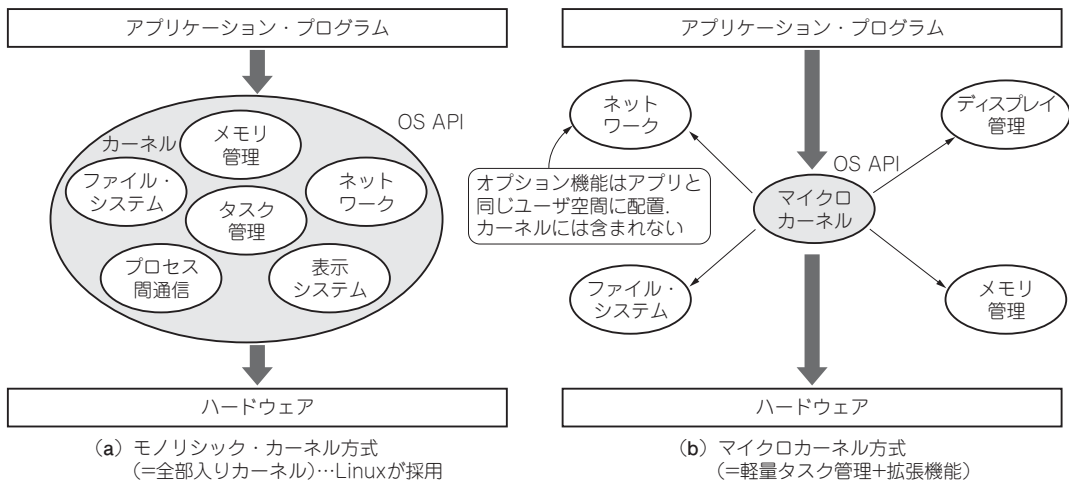 アプリケーション・プログラム
OS API
カーネル
メモリ
管理
ファイル・
システム
ネット
ワーク
タスク
管理
プロセス
間通信
表示
システム
ハードウェア
(a) モノリシック・カーネル方式
(=全部入りカーネル)…Linuxが採用
アプリケーション・プログラム
ネット
ワーク
ディスプレイ
管理
OS API
オプション機能はアプリと
同じユーザ空間に配置.
カーネルには含まれない
マイクロ
カーネル
ファイル・
システム
メモリ
管理
ハードウェア
(b) マイクロカーネル方式
(=軽量タスク管理+拡張機能)